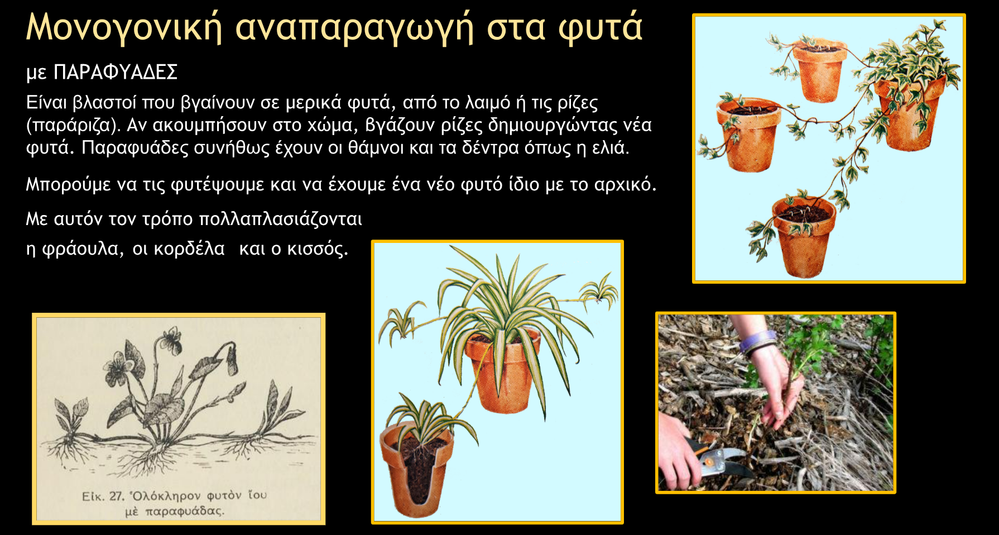 Μονογονική αναπαραγωγή στα φυτά
με ΠΑΡΑΦΥΑΔΕΣ
Είναι βλαστοί που βγαίνουν σε μερικά φυτά, από το λαιμό ή τις ρίζες
(παράριζα). Αν ακουμπήσουν στο χώμα, βγάζουν ρίζες δημιουργώντας νέα
φυτά. Παραφυάδες συνήθως έχουν οι θάμνοι και τα δέντρα όπως η ελιά.
Μπορούμε να τις φυτέψουμε και να έχουμε ένα νέο φυτό ίδιο με το αρχικό.
Με αυτόν τον τρόπο πολλαπλασιάζονται
η φράουλα, οι κορδέλα και ο κισσός.
Εἰκ. 27. Ὁλόκληρον φυτὸν ἴου
μὲ παραφυάδας.